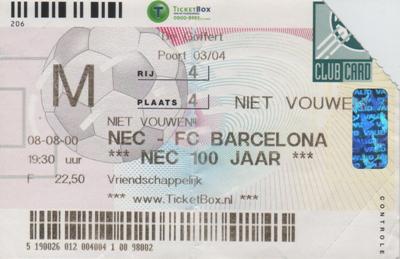 TICKETBOX
0900-8992
206
De Goffert
Poort 03/04
CLUB CARD
M
RIJ 4
PLAATS 4
NIET VOUWEN
NIET VOUWEN!
08-08-00
NEC - FC BARCELONA
19:30 uur
*** NEC 100 JAAR ***
F 22,50
Vriendschappelijk
*** www.TicketBox.nl ***
5 190026 012 004004 1 00 98002
CONTROLE